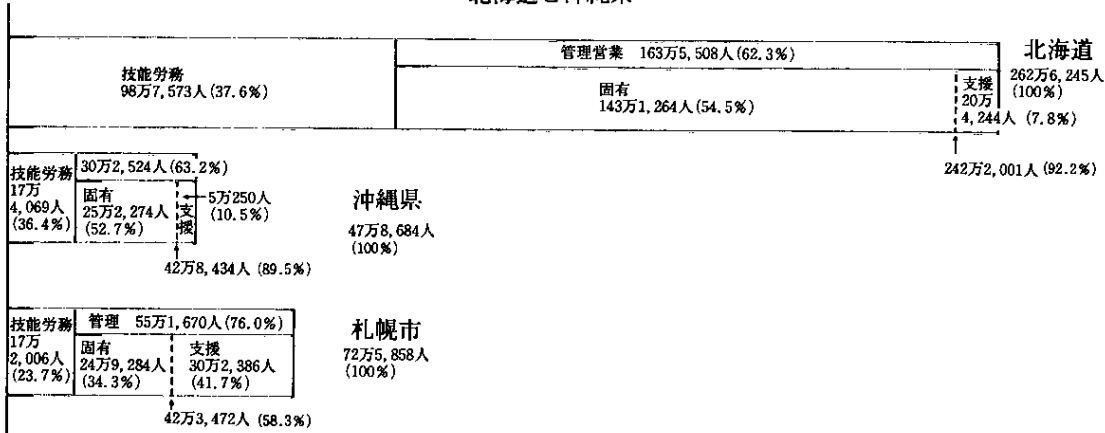 技能労務
98万7,573人(37.6%)
管理営業 163万5,508人(62.3%)
固有
143万1,264人(54.5%)
支援
20万
4,244人(7.8%)
北海道
262万6,245人
(100%)
242万2,001人(92.2%)
技能労務
17万
4,069人
(36.4%)
30万2,524人(63.2%)
固有
25万2,274人
(52.7%)
支援
5万250人
(10.5%)
沖縄県
47万8,684人
(100%)
42万8,434人(89.5%)
技能労務
17万
2,006人
(23.7%)
管理 55万1,670人(76.0%)
固有
24万9,284人
(34.3%)
支援
30万2,386人
(41.7%)
札幌市
72万5,858人
(100%)
42万3,472人(58.3%)